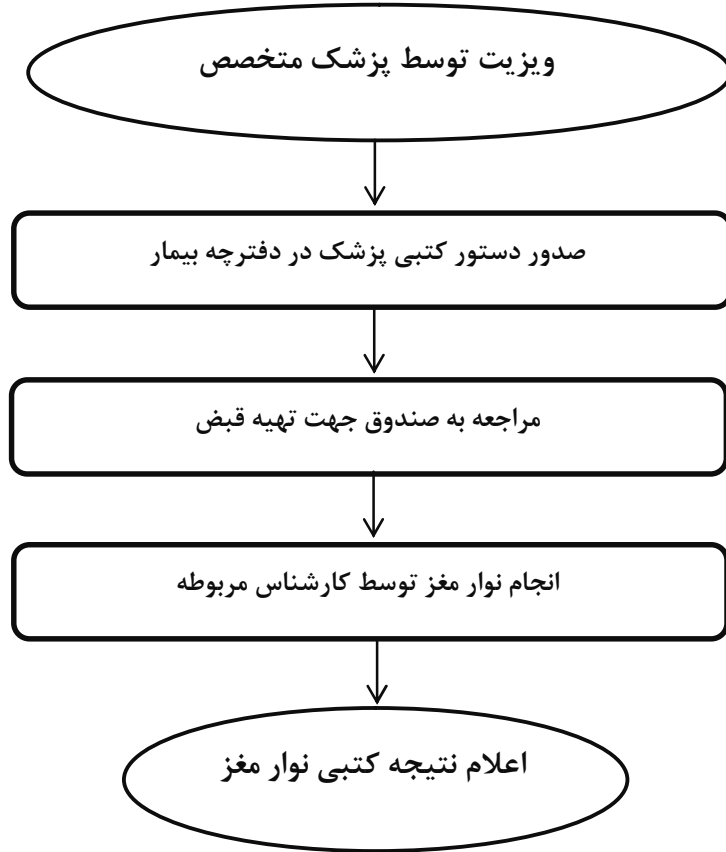 ویزیت توسط پزشک متخصص
صدور دستور کتبی پزشک در دفترچه بیمار
مراجعه به صندوق جهت تهیه قبض
انجام نوار مغز توسط کارشناس مربوطه
اعلام نتیجه کتبی نوار مغز